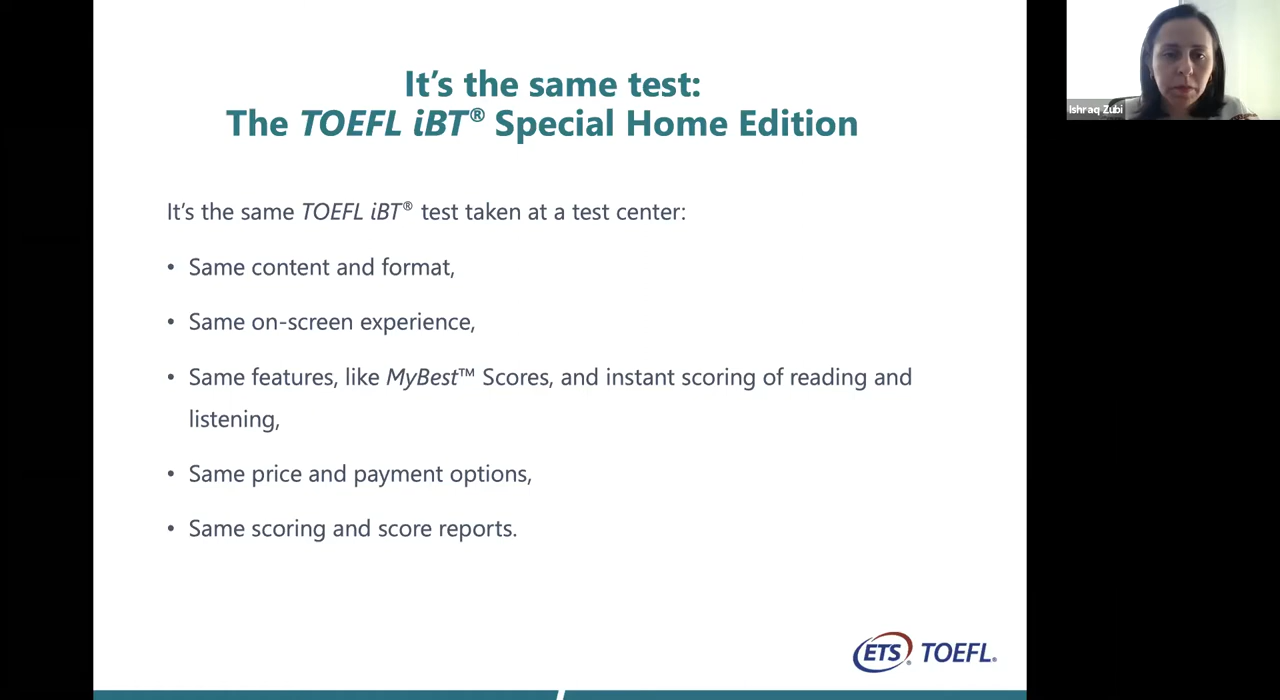 It's the same test:
The TOEFL iBT® Special Home Edition
It's the same TOEFL iBT® test taken at a test center:
• Same content and format,
• Same on-screen experience,
• Same features, like MyBest™ Scores, and instant scoring of reading and
listening,
• Same price and payment options,
• Same scoring and score reports.
ETS® TOEFL®
Ishraq Zubi